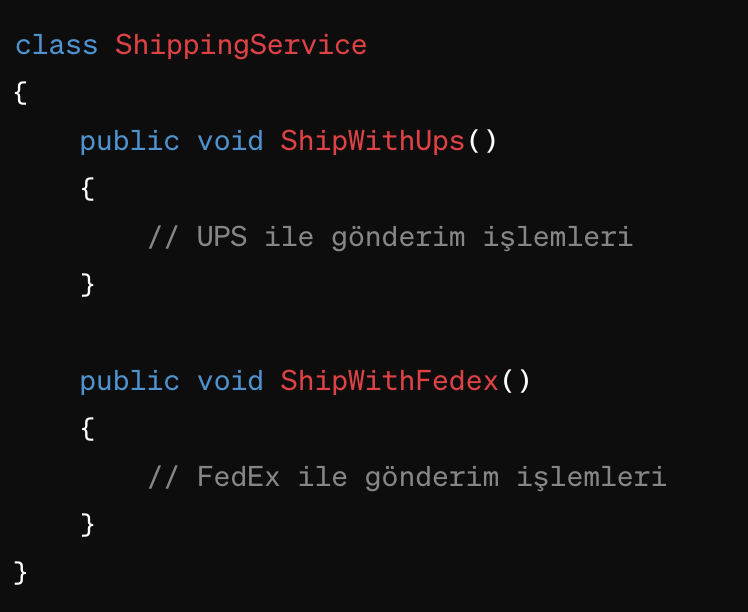 class ShippingService
{
    public void ShipWithUps()
    {
        // UPS ile gönderim işlemleri
    }

    public void ShipWithFedex()
    {
        // FedEx ile gönderim işlemleri
    }
}